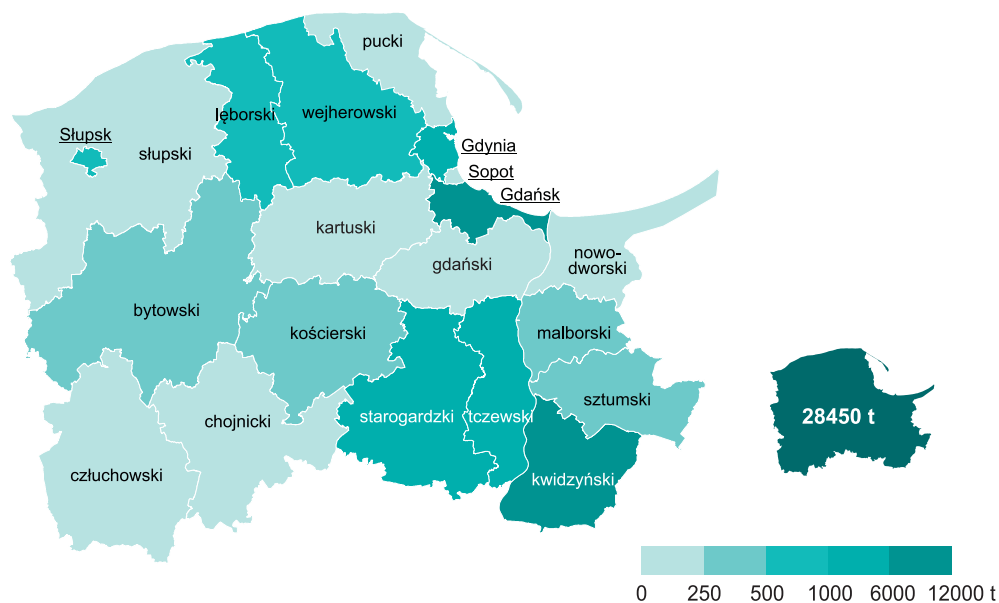 pucki
lęborski
wejherowski
Słupsk
słupski
Gdynia
Sopot
Gdańsk
kartuski
gdański
nowo-
dworski
bytowski
kościerski
malborski
sztumski
chojnicki
starogardzki
tczewski
człuchowski
kwidzyński
28450 t
0 250 500 1000 6000 12000 t